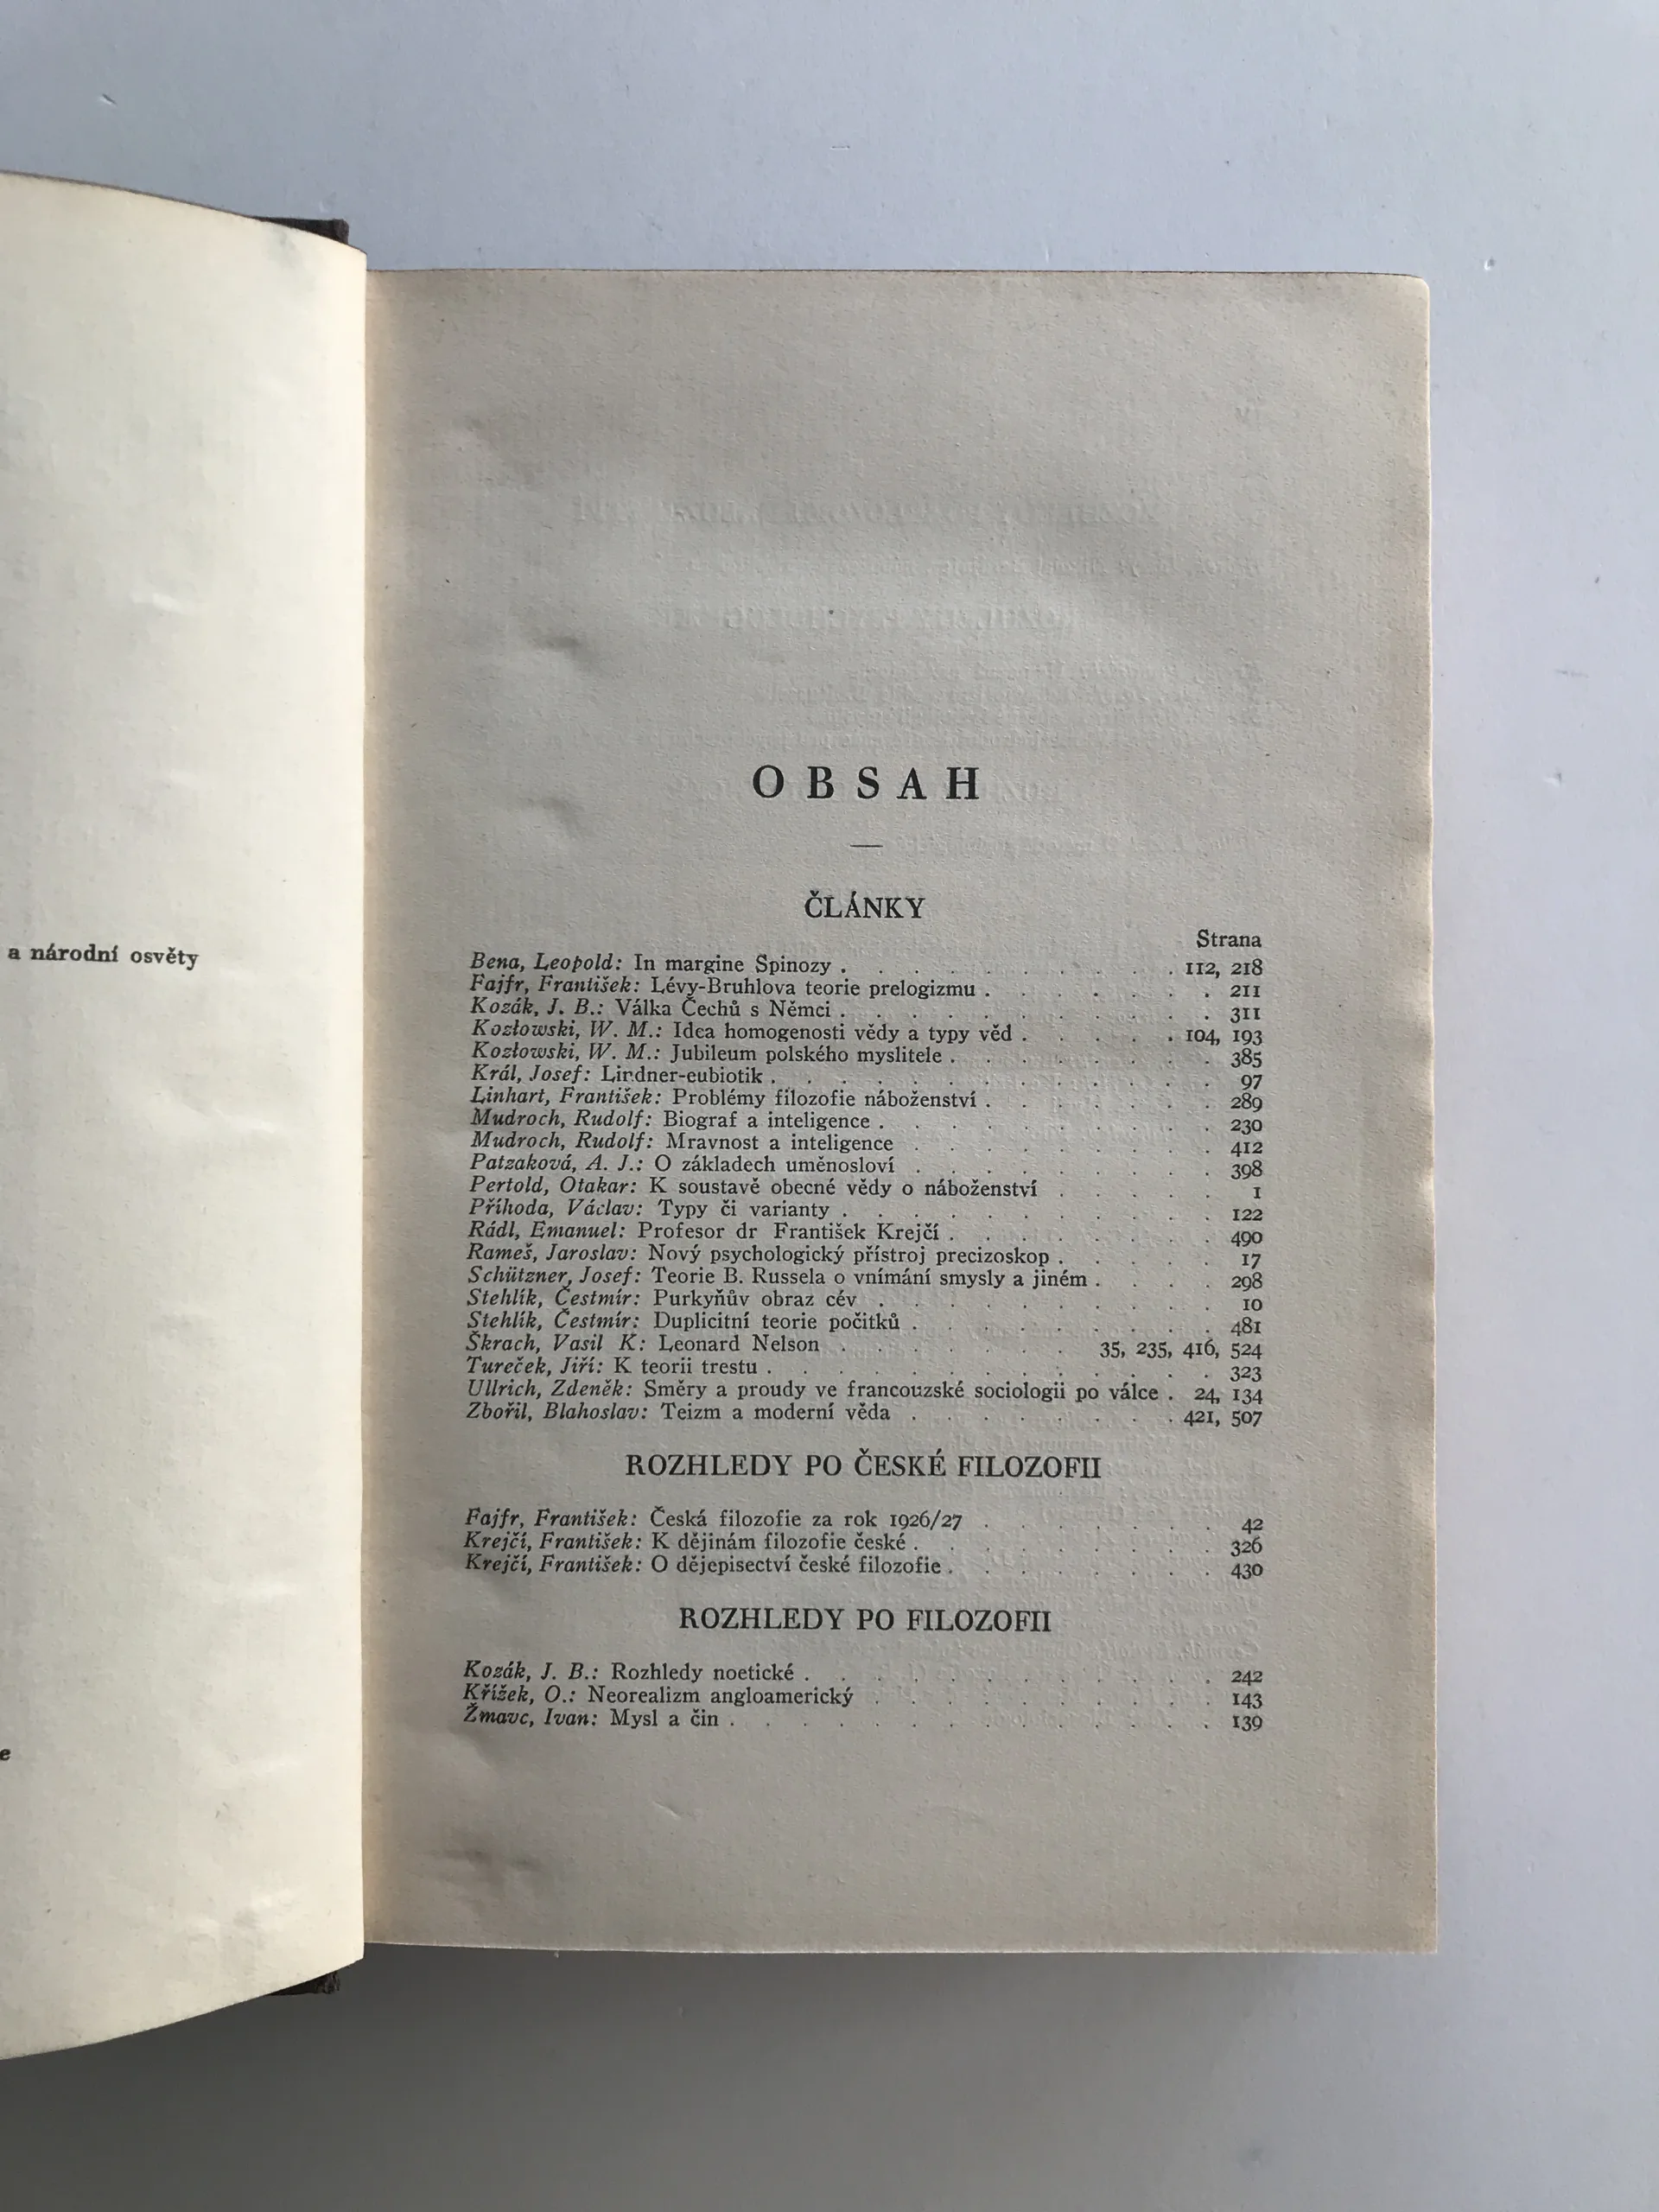 a národní osvěty
e
OBSAH
ČLÁNKY
Strana
Bena, Leopold: In margine Spinozy . . . . . . . . . . 112, 218
Fajfr, František: Lévy-Bruhlova teorie prelogizmu . . . . . . . 211
Kozák, J. B.: Válka Čechů s Němci . . . . . . . . . . . 311
Kozłowski, W. M.: Idea homogenosti vědy a typy věd . . . . . 104, 193
Kozłowski, W. M.: Jubileum polského myslitele . . . . . . . . 385
Král, Josef: Lindner-eubiotik . . . . . . . . . . . . . 97
Linhart, František: Problémy filozofie náboženství . . . . . . . 289
Mudroch, Rudolf: Biograf a inteligence . . . . . . . . . . 230
Mudroch, Rudolf: Mravnost a inteligence . . . . . . . . . 412
Patzaková, A. J.: O základech uměnosloví . . . . . . . . . 398
Pertold, Otakar: K soustavě obecné vědy o náboženství . . . . . 1
Příhoda, Václav: Typy či varianty . . . . . . . . . . . 122
Rádl, Emanuel: Profesor dr František Krejčí . . . . . . . . 490
Rameš, Jaroslav: Nový psychologický přístroj precizoskop . . . . . 17
Schützner, Josef: Teorie B. Russela o vnímání smysly a jiném . . . . 298
Stehlík, Čestmír: Purkyňův obraz cév . . . . . . . . . . 10
Stehlík, Čestmír: Duplicitní teorie počitků . . . . . . . . . 481
Škrach, Vasil K: Leonard Nelson . . . . . . . 35, 235, 416, 524
Tureček, Jiří: K teorii trestu . . . . . . . . . . . . . 323
Ullrich, Zdeněk: Směry a proudy ve francouzské sociologii po válce . 24, 134
Zbořil, Blahoslav: Teizm a moderní věda . . . . . . . . 421, 507
ROZHLEDY PO ČESKÉ FILOZOFII
Fajfr, František: Česká filozofie za rok 1926/27 . . . . . . . 42
Krejčí, František: K dějinám filozofie české . . . . . . . . . 326
Krejčí, František: O dějepisectví české filozofie . . . . . . . . 430
ROZHLEDY PO FILOZOFII
Kozák, J. B.: Rozhledy noetické . . . . . . . . . . . . 242
Křížek, O.: Neorealizm angloamerický . . . . . . . . . . 143
Žmavc, Ivan: Mysl a čin . . . . . . . . . . . . . . 139